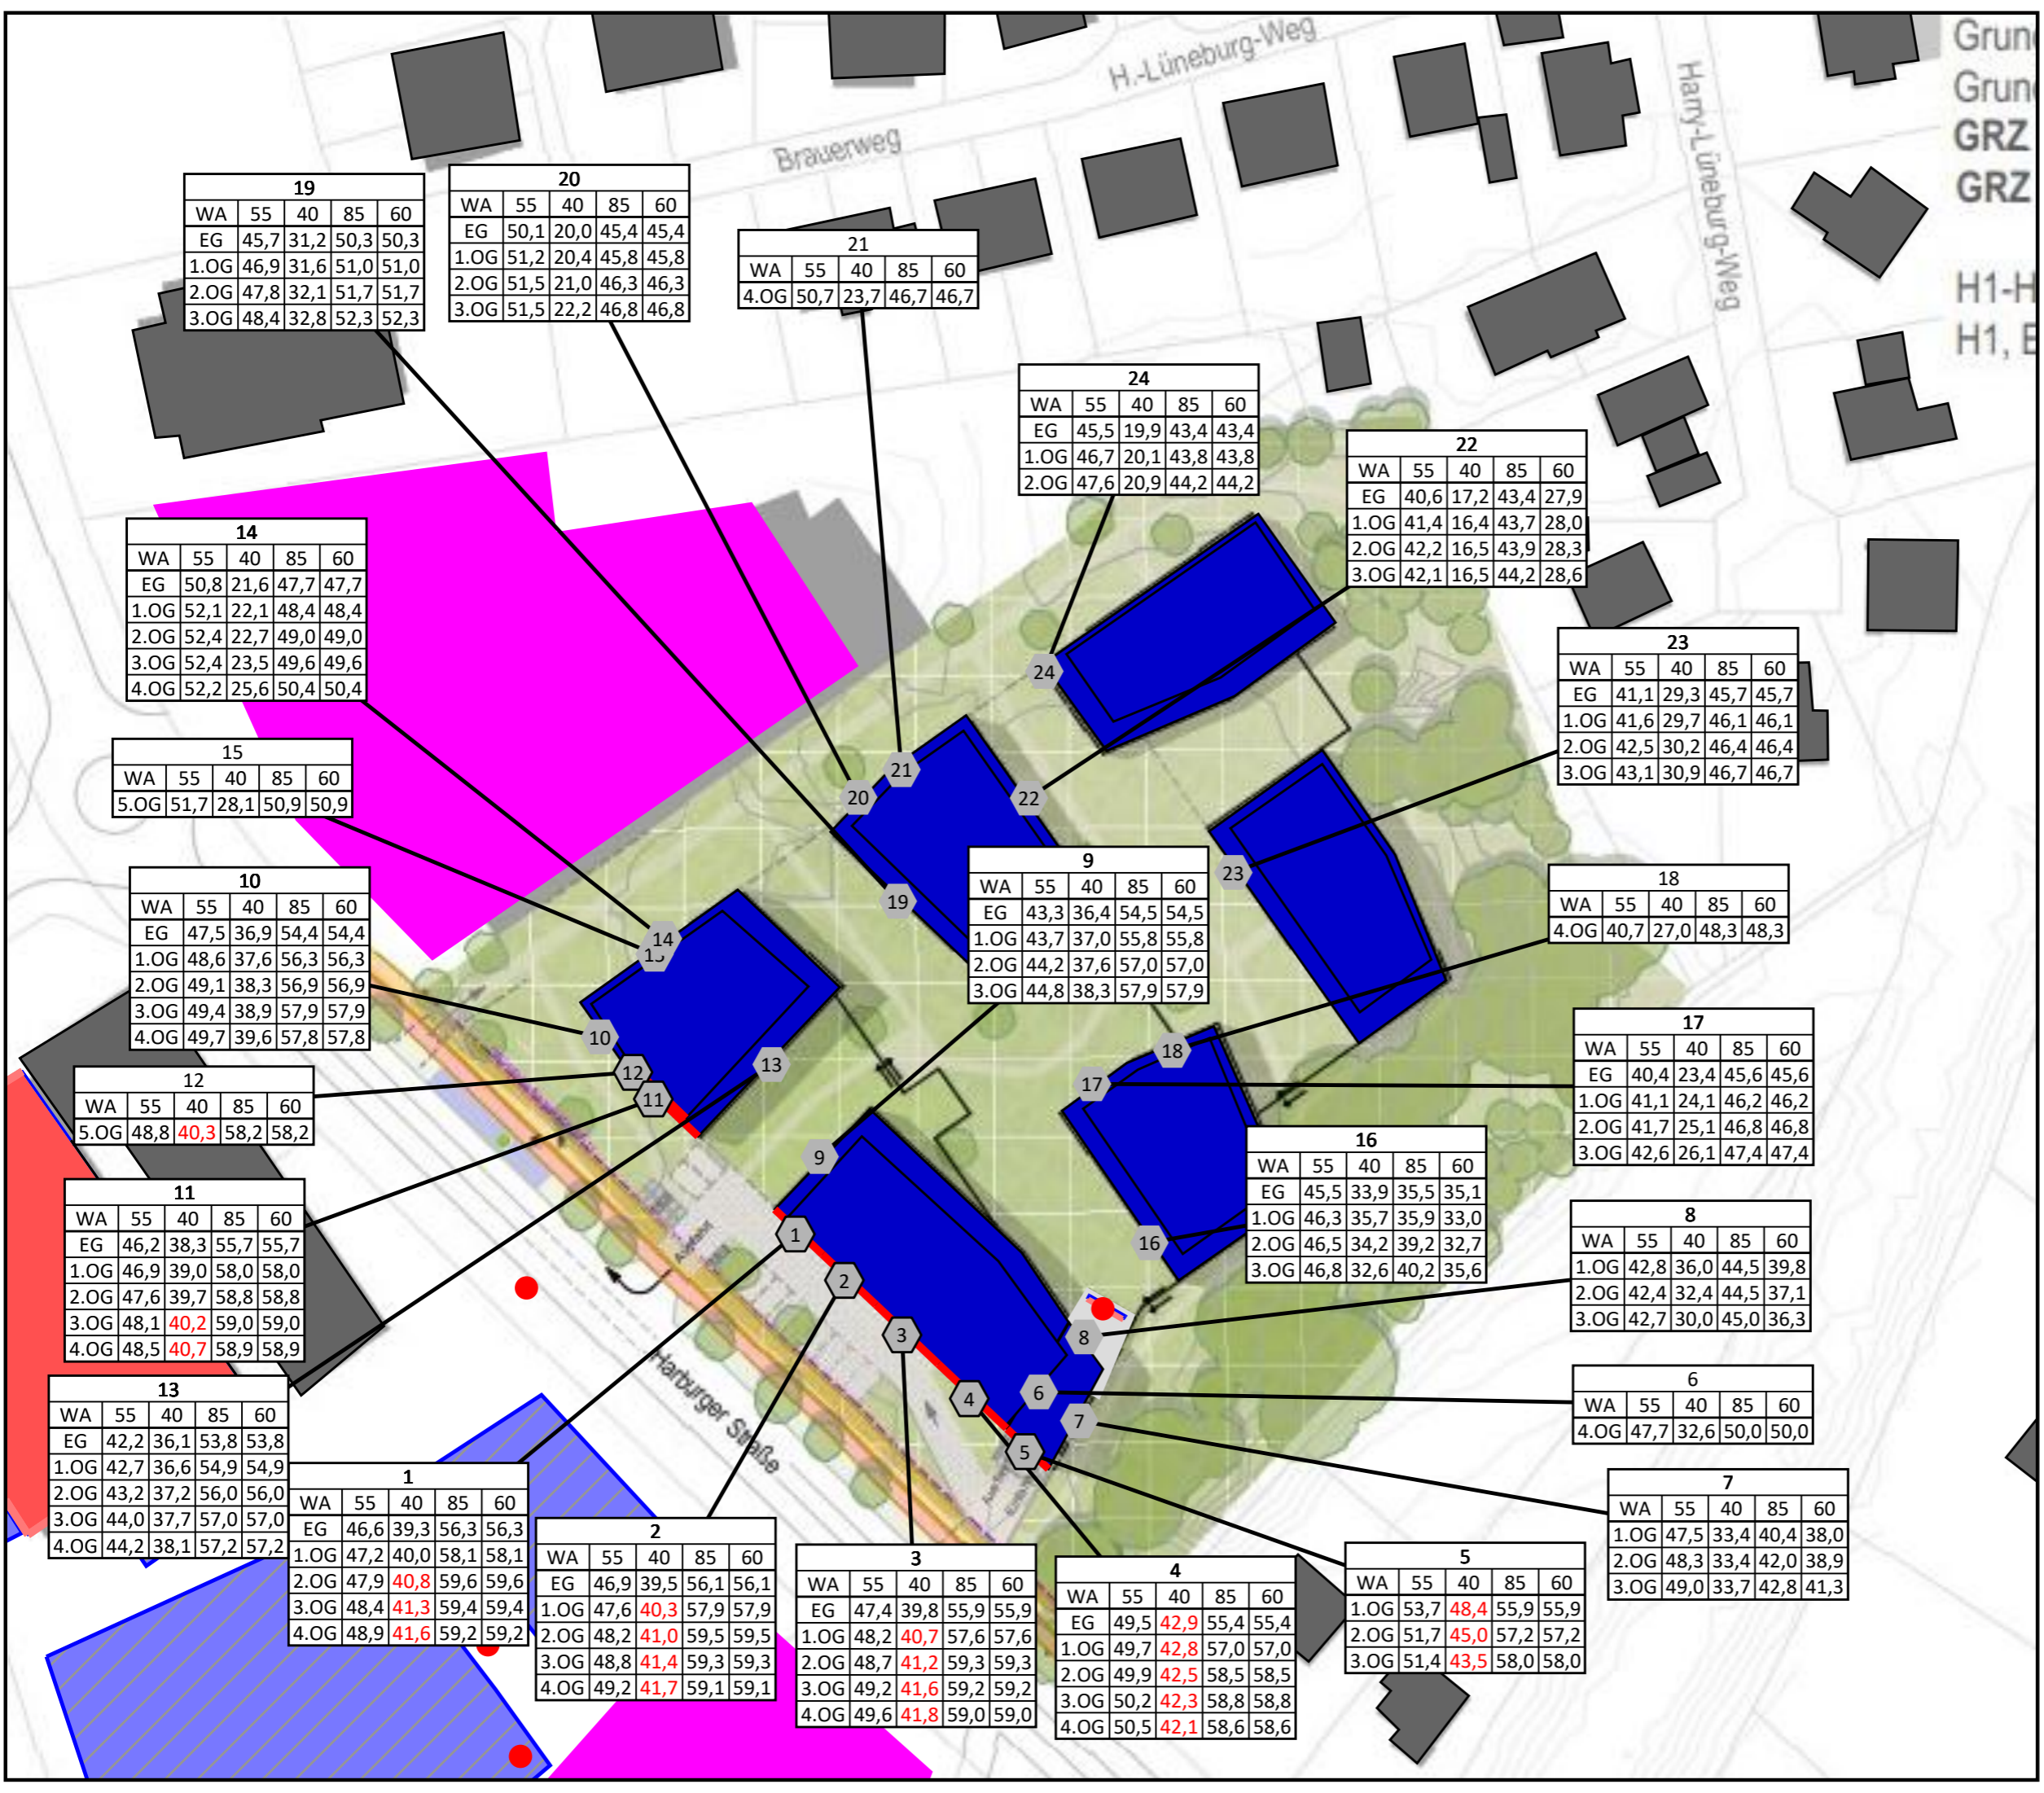 H.-Lüneburg-Weg
Brauerweg
Harry-Lüneburg-Weg
GRZ
GRZ
19
WA 55 40 85 60
EG 45,7 31,2 50,3 50,3
1.OG 46,9 31,6 51,0 51,0
2.OG 47,8 32,1 51,7 51,7
3.OG 48,4 32,8 52,3 52,3
20
WA 55 40 85 60
EG 50,1 20,0 45,4 45,4
1.OG 51,2 20,4 45,8 45,8
2.OG 51,5 21,0 46,3 46,3
3.OG 51,5 22,2 46,8 46,8
21
WA 55 40 85 60
4.OG 50,7 23,7 46,7 46,7
24
WA 55 40 85 60
EG 45,5 19,9 43,4 43,4
1.OG 46,7 20,1 43,8 43,8
2.OG 47,6 20,9 44,2 44,2
22
WA 55 40 85 60
EG 40,6 17,2 43,4 27,9
1.OG 41,4 16,4 43,7 28,0
2.OG 42,2 16,5 43,9 28,3
3.OG 42,1 16,5 44,2 28,6
14
WA 55 40 85 60
EG 50,8 21,6 47,7 47,7
1.OG 52,1 22,1 48,4 48,4
2.OG 52,4 22,7 49,0 49,0
3.OG 52,4 23,5 49,6 49,6
4.OG 52,2 25,6 50,4 50,4
23
WA 55 40 85 60
EG 41,1 29,3 45,7 45,7
1.OG 41,6 29,7 46,1 46,1
2.OG 42,5 30,2 46,4 46,4
3.OG 43,1 30,9 46,7 46,7
15
WA 55 40 85 60
5.OG 51,7 28,1 50,9 50,9
10
WA 55 40 85 60
EG 47,5 36,9 54,4 54,4
1.OG 48,6 37,6 56,3 56,3
2.OG 49,1 38,3 56,9 56,9
3.OG 49,4 38,9 57,9 57,9
4.OG 49,7 39,6 57,8 57,8
9
WA 55 40 85 60
EG 43,3 36,4 54,5 54,5
1.OG 43,7 37,0 55,8 55,8
2.OG 44,2 37,6 57,0 57,0
3.OG 44,8 38,3 57,9 57,9
18
WA 55 40 85 60
4.OG 40,7 27,0 48,3 48,3
17
WA 55 40 85 60
EG 40,4 23,4 45,6 45,6
1.OG 41,1 24,1 46,2 46,2
2.OG 41,7 25,1 46,8 46,8
3.OG 42,6 26,1 47,4 47,4
12
WA 55 40 85 60
5.OG 48,8 40,3 58,2 58,2
16
WA 55 40 85 60
EG 45,5 33,9 35,5 35,1
1.OG 46,3 35,7 35,9 33,0
2.OG 46,5 34,2 39,2 32,7
3.OG 46,8 32,6 40,2 35,6
11
WA 55 40 85 60
EG 46,2 38,3 55,7 55,7
1.OG 46,9 39,0 58,0 58,0
2.OG 47,6 39,7 58,8 58,8
3.OG 48,1 40,2 59,0 59,0
4.OG 48,5 40,7 58,9 58,9
8
WA 55 40 85 60
1.OG 42,8 36,0 44,5 39,8
2.OG 42,4 32,4 44,5 37,1
3.OG 42,7 30,0 45,0 36,3
13
WA 55 40 85 60
EG 42,2 36,1 53,8 53,8
1.OG 42,7 36,6 54,9 54,9
2.OG 43,2 37,2 56,0 56,0
3.OG 44,0 37,7 57,0 57,0
4.OG 44,2 38,1 57,2 57,2
6
WA 55 40 85 60
4.OG 47,7 32,6 50,0 50,0
1
WA 55 40 85 60
EG 46,6 39,3 56,3 56,3
1.OG 47,2 40,0 58,1 58,1
2.OG 47,9 40,8 59,6 59,6
3.OG 48,4 41,3 59,4 59,4
4.OG 48,9 41,6 59,2 59,2
7
WA 55 40 85 60
1.OG 47,5 33,4 40,4 38,0
2.OG 48,3 33,4 42,0 38,9
3.OG 49,0 33,7 42,8 41,3
2
WA 55 40 85 60
EG 46,9 39,5 56,1 56,1
1.OG 47,6 40,3 57,9 57,9
2.OG 48,2 41,0 59,5 59,5
3.OG 48,8 41,4 59,3 59,3
4.OG 49,2 41,7 59,1 59,1
3
WA 55 40 85 60
EG 47,4 39,8 55,9 55,9
1.OG 48,2 40,7 57,6 57,6
2.OG 48,7 41,2 59,3 59,3
3.OG 49,2 41,6 59,2 59,2
4.OG 49,6 41,8 59,0 59,0
4
WA 55 40 85 60
EG 49,5 42,9 55,4 55,4
1.OG 49,7 42,8 57,0 57,0
2.OG 49,9 42,5 58,5 58,5
3.OG 50,2 42,3 58,8 58,8
4.OG 50,5 42,1 58,6 58,6
5
WA 55 40 85 60
1.OG 53,7 48,4 55,9 55,9
2.OG 51,7 45,0 57,2 57,2
3.OG 51,4 43,5 58,0 58,0
Harburger Straße
24
21
20
22
19
23
14
15
10
12
11
13
18
17
9
16
1
2
3
8
4
6
7
5